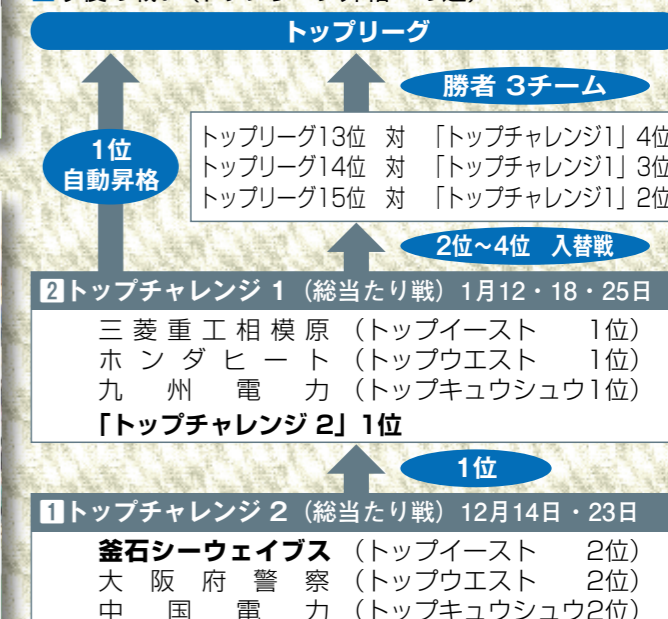 トップリーグ
勝者 3チーム
1位
自動昇格
トップリーグ13位 対 「トップチャレンジ1」4位
トップリーグ14位 対 「トップチャレンジ1」3位
トップリーグ15位 対 「トップチャレンジ1」2位
2位~4位 入替戦
2トップチャレンジ 1(総当たり戦)1月12・18・25日
三菱重工相模原(トップイースト 1位)
ホンダヒート(トップウエスト 1位)
九州電力(トップキュウシュウ1位)
「トップチャレンジ 2」1位
1位
1トップチャレンジ 2(総当たり戦)12月14日・23日
釜石シーウェイブス(トップイースト 2位)
大阪府警察(トップウエスト 2位)
中国電力(トップキュウシュウ2位)